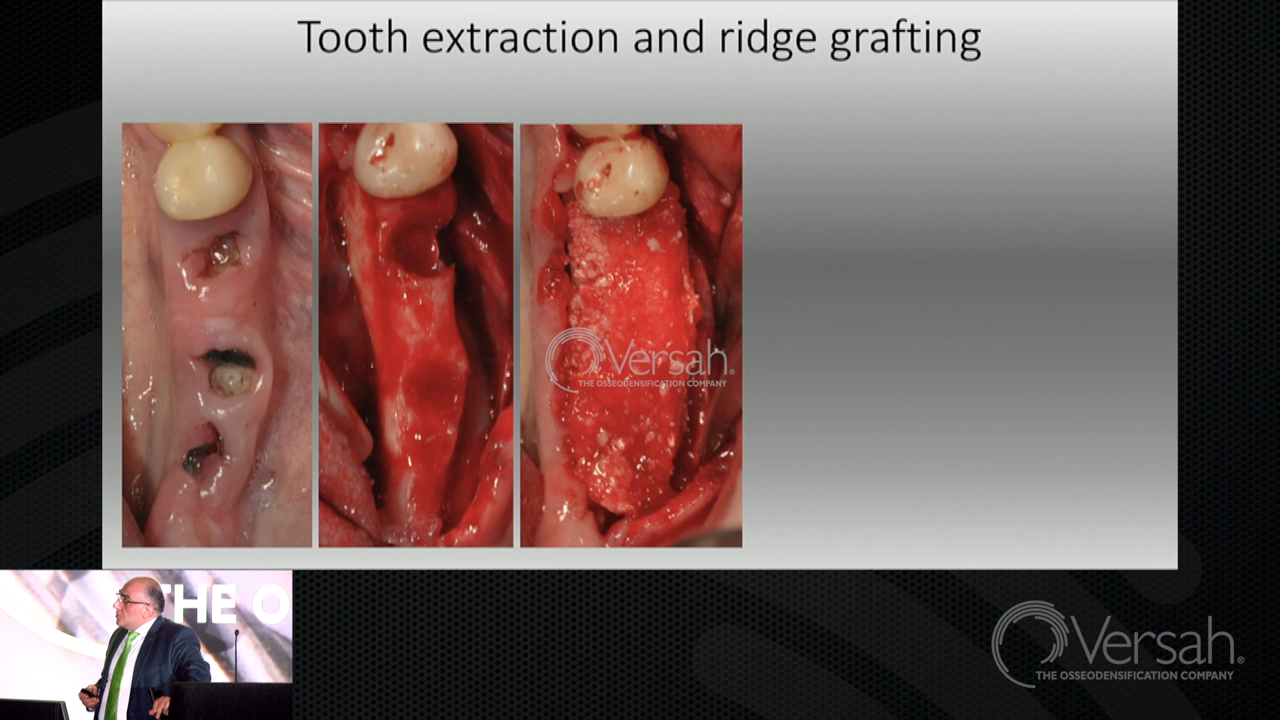 Tooth extraction and ridge grafting
Versah®
THE OSSEODENSIFICATION COMPANY
THE O
Versah®
THE OSSEODENSIFICATION COMPANY